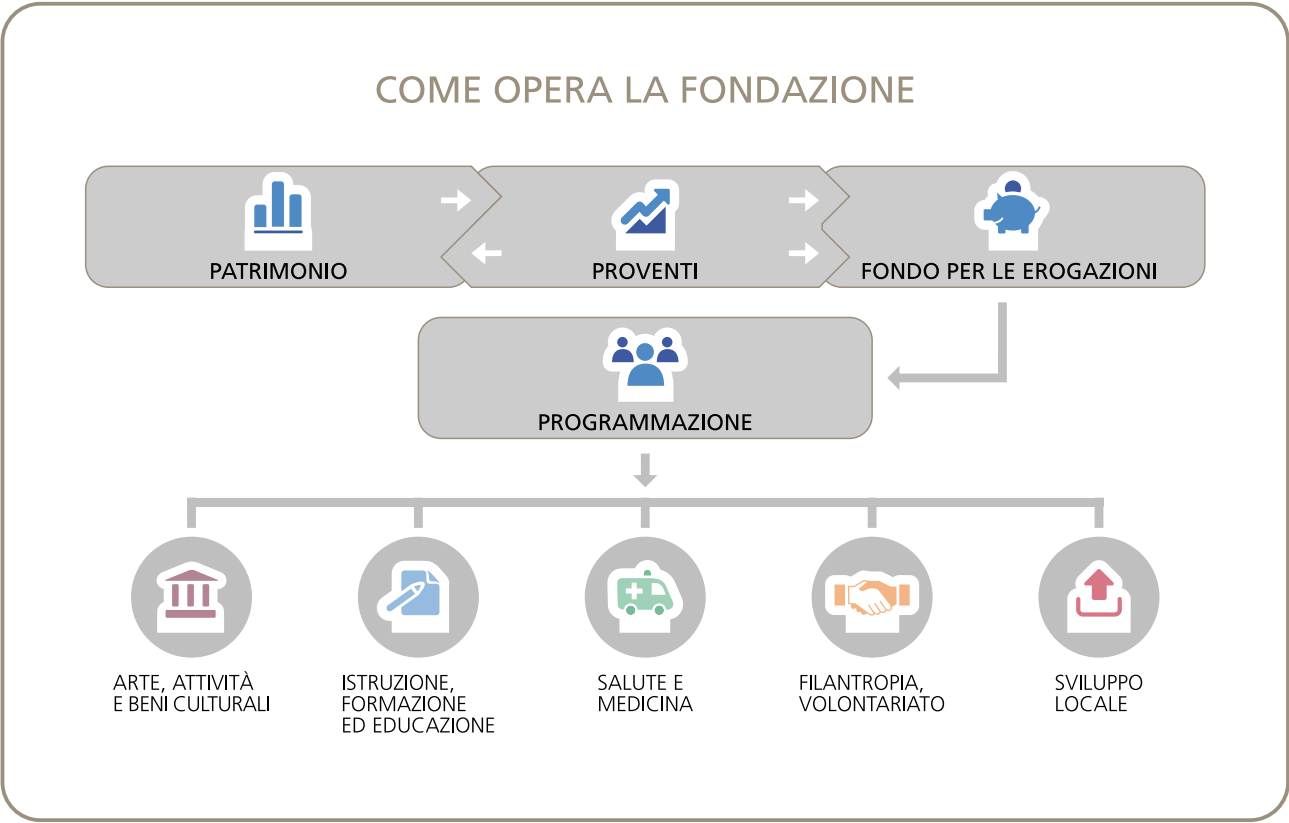 COME OPERA LA FONDAZIONE
PATRIMONIO
PROVENTI
FONDO PER LE EROGAZIONI
PROGRAMMAZIONE
ARTE, ATTIVITÀ
E BENI CULTURALI
ISTRUZIONE,
FORMAZIONE
ED EDUCAZIONE
SALUTE E
MEDICINA
FILANTROPIA,
VOLONTARIATO
SVILUPPO
LOCALE